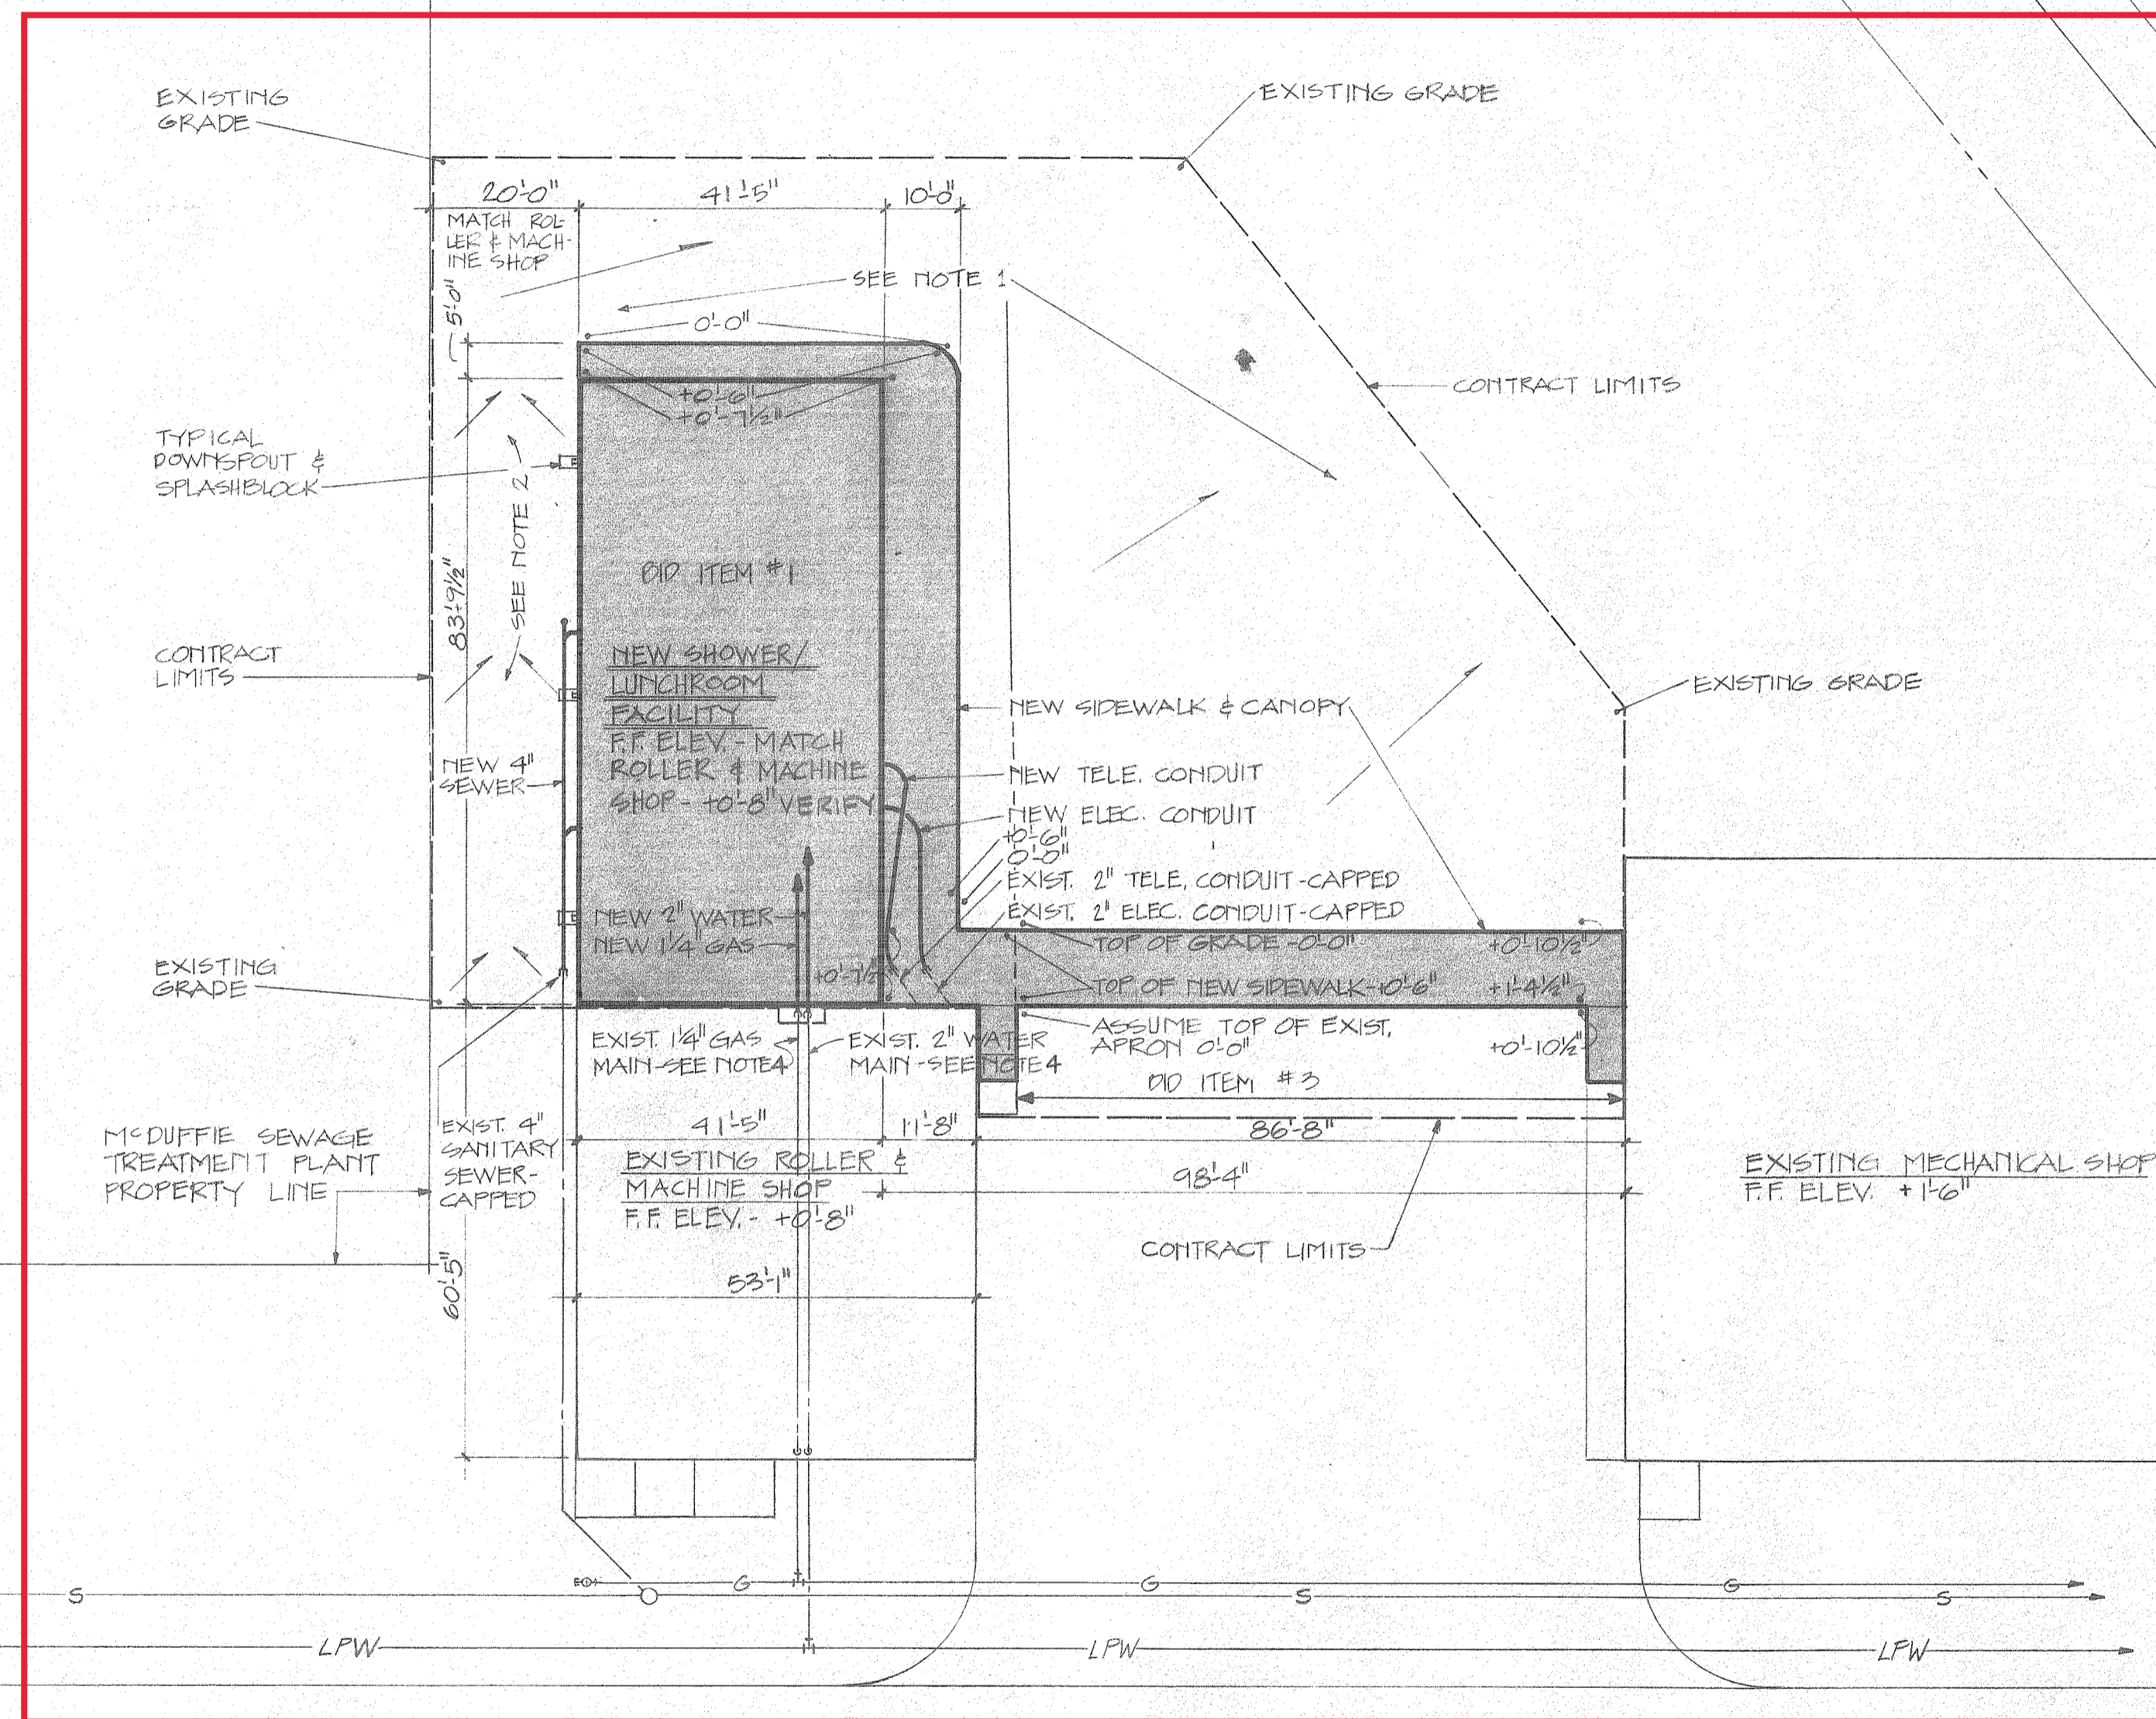 EXISTING
GRADE
EXISTING GRADE
20'-0"
41'-5"
10'-0"
MATCH ROL-
LER & MACH-
INE SHOP
5'-0"
SEE NOTE 1
0'-0"
+0'-6"
+0'-7½"
CONTRACT LIMITS
TYPICAL
DOWNSPOUT &
SPLASHBLOCK
SEE NOTE 2
83'-9½"
BID ITEM #1
CONTRACT
LIMITS
NEW SHOWER/
LUNCHROOM
FACILITY
F.F. ELEV. - MATCH
ROLLER & MACHINE
SHOP - +0'-8" VERIFY
EXISTING GRADE
NEW SIDEWALK & CANOPY
NEW 4"
SEWER
NEW TELE. CONDUIT
NEW ELEC. CONDUIT
+0'-6"
0'-0"
EXIST. 2" TELE. CONDUIT-CAPPED
EXIST. 2" ELEC. CONDUIT-CAPPED
NEW 2" WATER
NEW 1¼" GAS
+0'-7½"
TOP OF GRADE -0'-0"
+0'-10½"
TOP OF NEW SIDEWALK-+0'-6"
+1'-4½"
EXISTING
GRADE
EXIST. 1¼" GAS
MAIN-SEE NOTE 4
EXIST. 2" WATER
MAIN-SEE NOTE 4
ASSUME TOP OF EXIST.
APRON 0'-0"
+0'-10½"
BID ITEM #3
McDUFFIE SEWAGE
TREATMENT PLANT
PROPERTY LINE
EXIST. 4"
SANITARY
SEWER-
CAPPED
41'-5"
11'-8"
86'-8"
EXISTING ROLLER &
MACHINE SHOP
F.F. ELEV. - +0'-8"
98'-4"
EXISTING MECHANICAL SHOP
F.F. ELEV. +1'-6"
CONTRACT LIMITS
60'-5"
53'-1"
G G
G G G
S S S
LPW LPW LPW